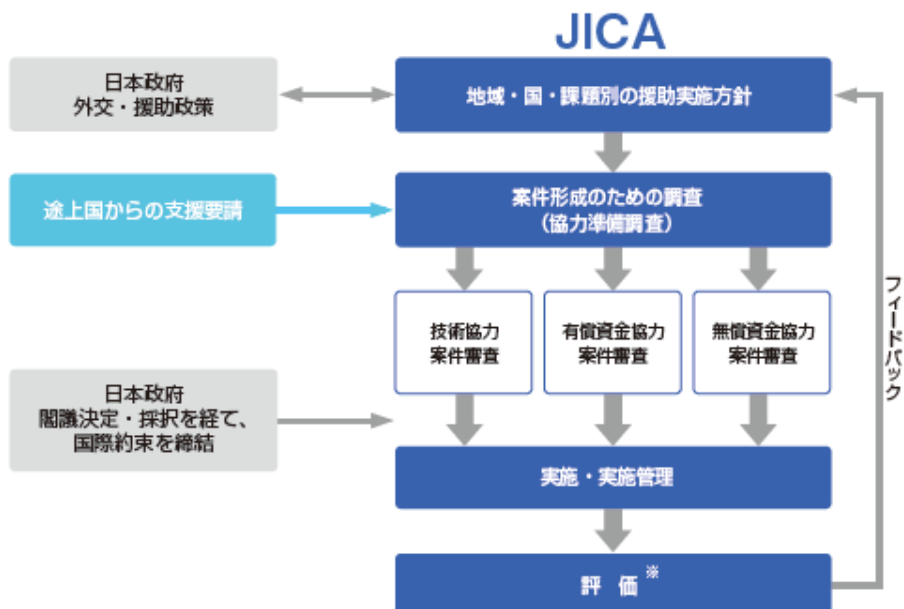 JICA
日本政府
外交・援助政策
地域・国・課題別の援助実施方針
途上国からの支援要請
案件形成のための調査
(協力準備調査)
技術協力
案件審査
有償資金協力
案件審査
無償資金協力
案件審査
フィードバック
日本政府
閣議決定・採択を経て、
国際約束を締結
実施・実施管理
評 価※